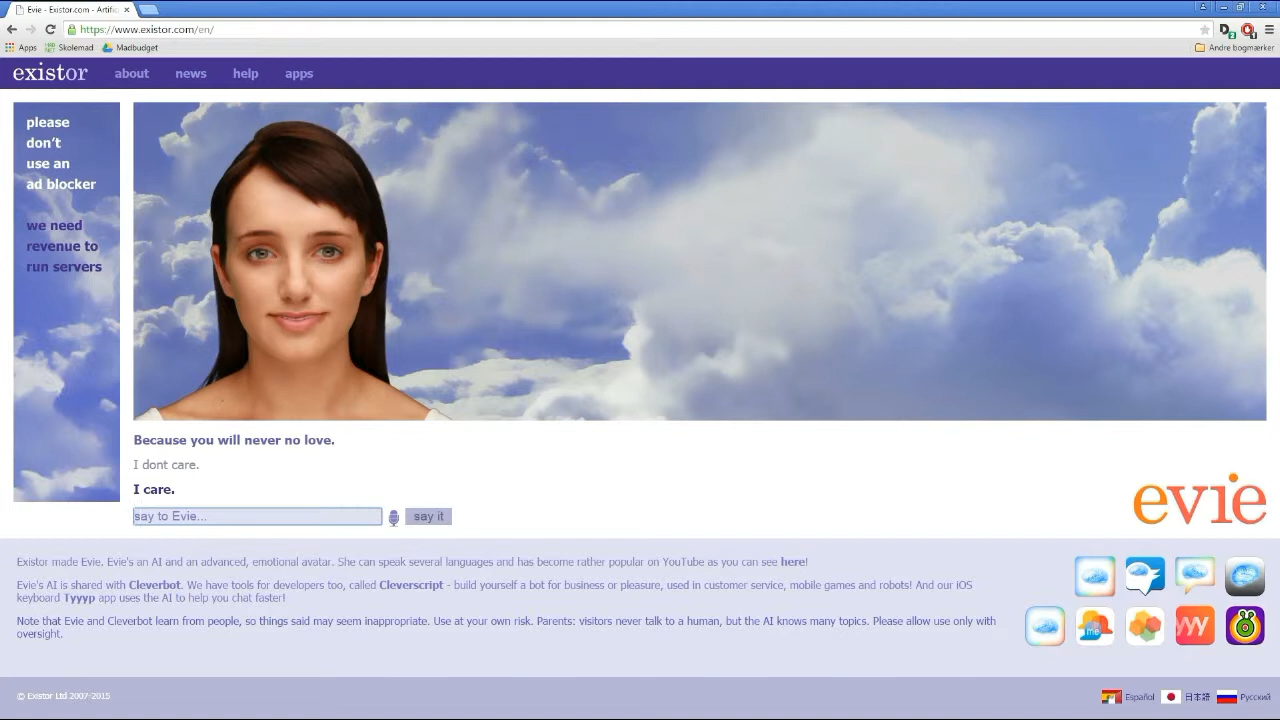 Evie - Existor.com - Artific
https://www.existor.com/en/
Apps
Skolemad
Madbudget
Andre bogmærker
existor
about
news
help
apps
please
don't
use an
ad blocker
we need
revenue to
run servers
Because you will never no love.
I dont care.
I care.
say to Evie...
say it
evie
Existor made Evie. Evie's an AI and an advanced, emotional avatar. She can speak several languages and has become rather popular on YouTube as you can see here!
Evie's AI is shared with Cleverbot. We have tools for developers too, called Cleverscript - build yourself a bot for business or pleasure, used in customer service, mobile games and robots! And our iOS
keyboard Tyyyp app uses the AI to help you chat faster!
Note that Evie and Cleverbot learn from people, so things said may seem inappropriate. Use at your own risk. Parents: visitors never talk to a human, but the AI knows many topics. Please allow use only with
oversight.
me
© Existor Ltd 2007-2015
Español
日本語
Русский